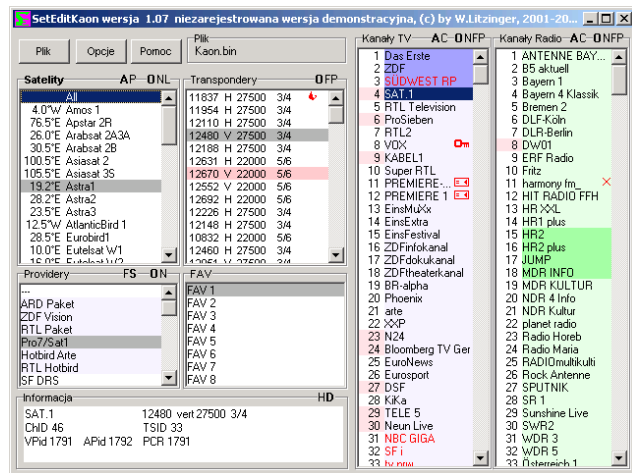 SetEditKaon wersja 1.07 niezarejestrowana wersja demonstracyjna, (c) by W.Litzinger, 2001-20...
Plik
Opcje
Pomoc
Plik
Kaon.bin
Satelity AP ONL
All
4.0°W Amos 1
76.5°E Apstar 2R
26.0°E Arabsat 2A3A
30.5°E Arabsat 2B
100.5°E Asiasat 2
105.5°E Asiasat 3S
19.2°E Astra1
28.2°E Astra2
23.5°E Astra3
12.5°W AtlanticBird 1
28.5°E Eurobird1
10.0°E Eutelsat W1
16.0°E Eutelsat W2
Transpondery OFP
11837 H 27500 3/4
11954 H 27500 3/4
12110 H 27500 3/4
12480 V 27500 3/4
12188 H 27500 3/4
12631 H 22000 5/6
12670 V 22000 5/6
12552 V 22000 5/6
12692 H 22000 5/6
12226 H 27500 3/4
12148 H 27500 3/4
10832 H 22000 5/6
12460 H 27500 3/4
12051 V 27500 3/4
Providery FS ON
---
ARD Paket
ZDF Vision
RTL Paket
Pro7/Sat1
Hotbird Arte
RTL Hotbird
SF DRS
FAV
FAV 1
FAV 2
FAV 3
FAV 4
FAV 5
FAV 6
FAV 7
FAV 8
Informacja HD
SAT.1 12480 vert 27500 3/4
ChID 46 TSID 33
VPid 1791 APid 1792 PCR 1791
Kanały TV AC ONFP
1 Das Erste
2 ZDF
3 SÜDWEST RP
4 SAT.1
5 RTL Television
6 ProSieben
7 RTL2
8 VOX
9 KABEL1
10 Super RTL
11 PREMIERE-...
12 PREMIERE 1
13 EinsMuXx
14 EinsExtra
15 EinsFestival
16 ZDFinfokanal
17 ZDFdokukanal
18 ZDFtheaterkanal
19 BR-alpha
20 Phoenix
21 arte
22 XXP
23 N24
24 Bloomberg TV Ger
25 EuroNews
26 Eurosport
27 DSF
28 KiKa
29 TELE 5
30 Neun Live
31 NBC GIGA
32 SF i
33 tv.nrw
Kanały Radio AC ONFP
1 ANTENNE BAY...
2 B5 aktuell
3 Bayern 1
4 Bayern 4 Klassik
5 Bremen 2
6 DLF-Köln
7 DLR-Berlin
8 DW01
9 ERF Radio
10 Fritz
11 harmony fm_
12 HIT RADIO FFH
13 HR XXL
14 HR1 plus
15 HR2
16 HR2 plus
17 JUMP
18 MDR INFO
19 MDR KULTUR
20 NDR 4 Info
21 NDR Kultur
22 planet radio
23 Radio Horeb
24 Radio Maria
25 RADIOmultikulti
26 Rock Antenne
27 SPUTNIK
28 SR 1
29 Sunshine Live
30 SWR2
31 WDR 3
32 WDR 5
33 Österreich 1